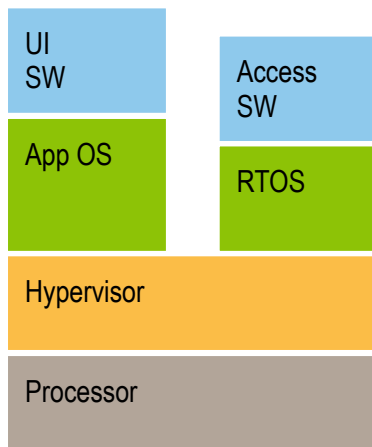 UI
SW
App OS
Access
SW
RTOS
Hypervisor
Processor